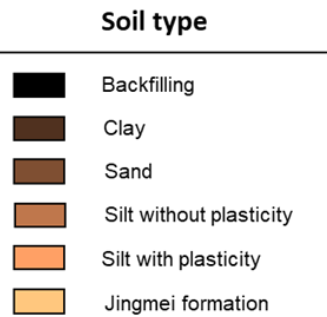 Soil type
Backfilling
Clay
Sand
Silt without plasticity
Silt with plasticity
Jingmei formation